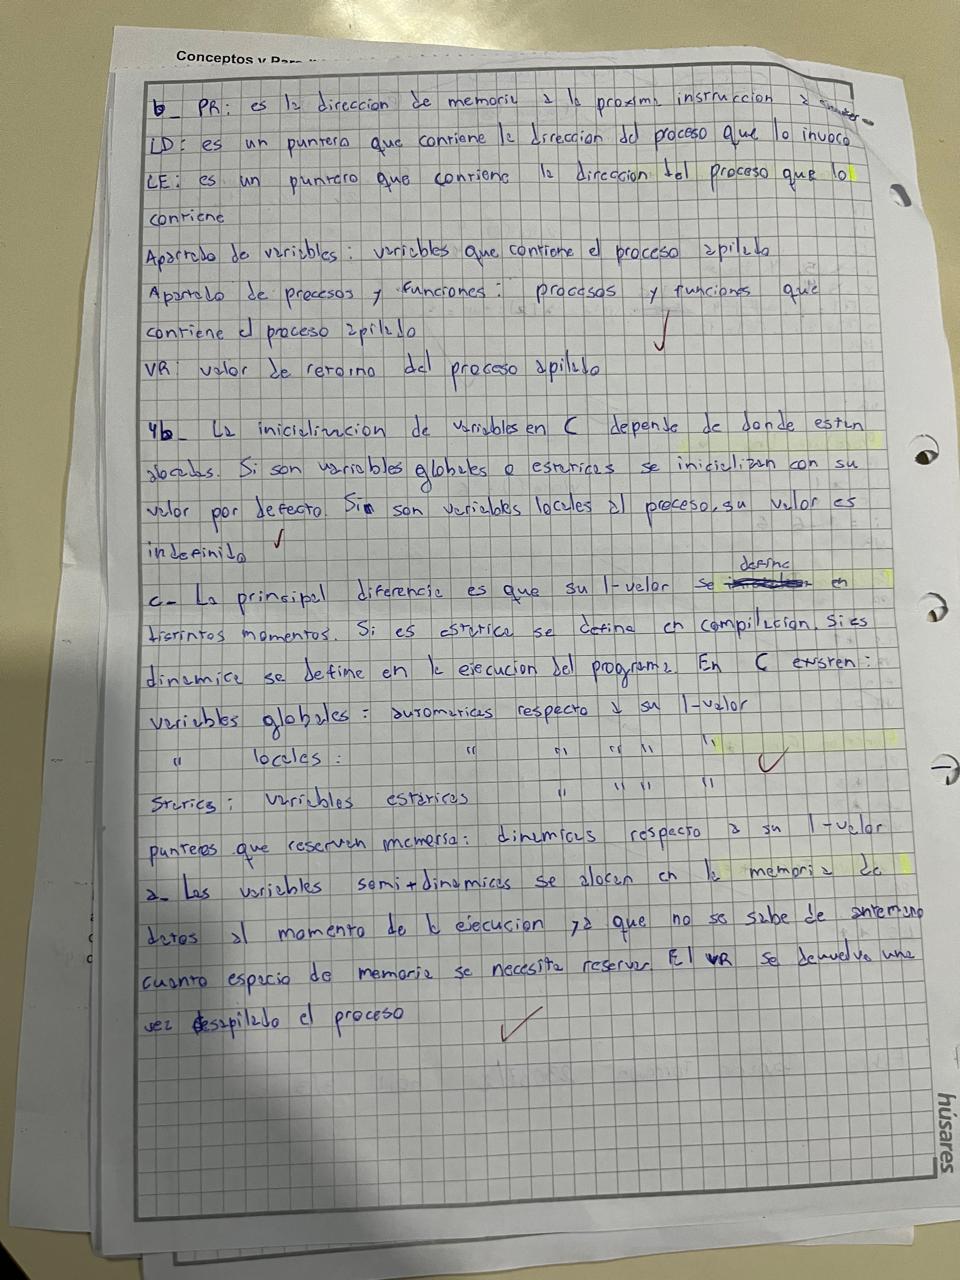 Conceptos y Para
b_ PR: es la direccion de memoria a la proxima instruccion a
LD: es un puntero que contiene la direccion del proceso que lo invoco
LE: es un puntero que contiene la direccion del proceso que lo
contiene
Apartado de variables: variables que contiene el proceso apilado
Apartado de procesos y funciones: procesos y funciones que
contiene el proceso apilado
VR: valor de retorno del proceso apilado
4b_ La inicializacion de variables en C depende de donde esten
alocadas. Si son variables globales o estaticas se inicializan con su
valor por defecto. Si son variables locales al proceso, su valor es
indefinido
define
c- La principal diferencia es que su l-valor se en
distintos momentos. Si es estatica se define en compilacion. Si es
dinamica se define en la ejecucion del programa. En C existen:
variables globales: automaticas respecto a su l-valor
" locales: " " " " "
Statics: variables estaticas " " " "
punteros que reservan memoria: dinamicas respecto a su l-valor
a_ Las variables semi+dinamicas se alocan en la memoria de
datos al momento de la ejecucion ya que no se sabe de antemano
cuanto espacio de memoria se necesita reservar. El VR se devuelve una
vez desapilado el proceso
húsares